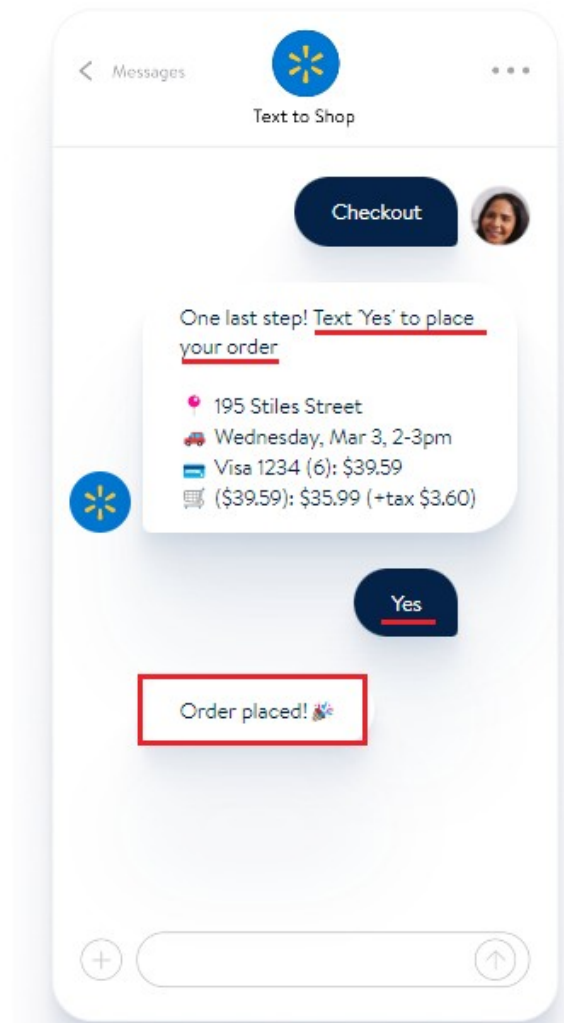 Messages
Text to Shop
Checkout
One last step! Text 'Yes' to place
your order
195 Stiles Street
Wednesday, Mar 3, 2-3pm
Visa 1234 (6): $39.59
($39.59): $35.99 (+tax $3.60)
Yes
Order placed!